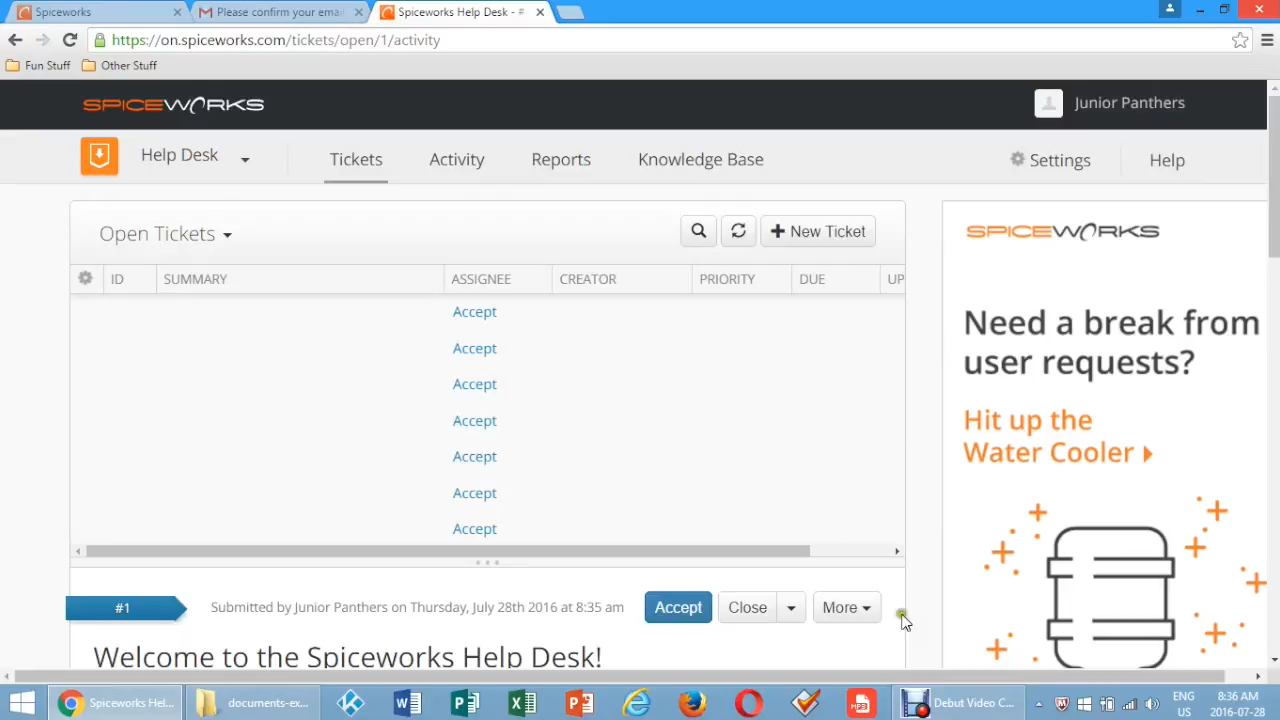 Spiceworks
Please confirm your emai
Spiceworks Help Desk - #
https://on.spiceworks.com/tickets/open/1/activity
Fun Stuff
Other Stuff
SPICEWORKS
Junior Panthers
Help Desk
Tickets
Activity
Reports
Knowledge Base
Settings
Help
Open Tickets
New Ticket
ID
SUMMARY
ASSIGNEE
CREATOR
PRIORITY
DUE
UP
Accept
Accept
Accept
Accept
Accept
Accept
Accept
#1
Submitted by Junior Panthers on Thursday, July 28th 2016 at 8:35 am
Accept
Close
More
Welcome to the Spiceworks Help Desk!
SPICEWORKS
Need a break from
user requests?
Hit up the
Water Cooler
Spiceworks Hel...
documents-ex...
Debut Video C...
ENG
US
8:36 AM
2016-07-28
MP3